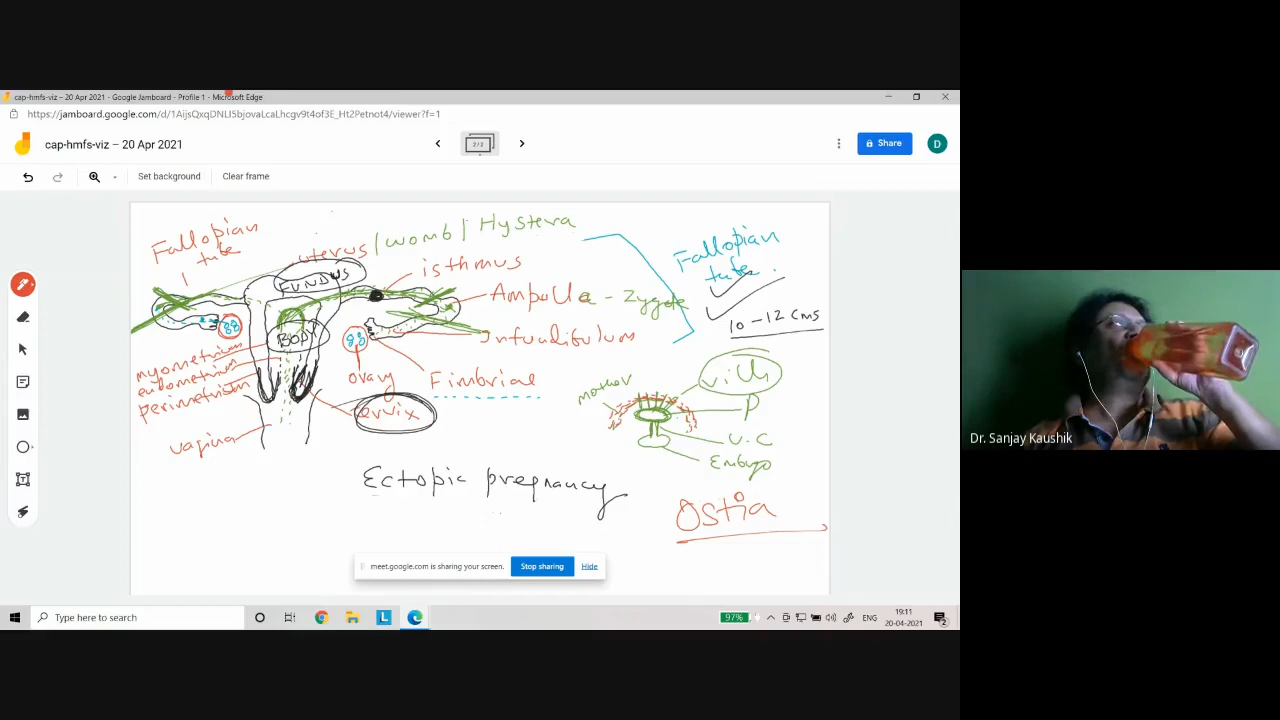 cap-hmfs-viz – 20 Apr 2021 - Google Jamboard - Profile 1 - Microsoft Edge
cap-hmfs-viz – 20 Apr 2021
2/2
Share
D
Set background
Clear frame
Fallopian
tube
uterus / womb / Hystera
FUNDUS
isthmus
Ampulla - Zygote
Infundibulum
Fallopian
tube
10-12 cms
BODY
myometrium
endometrium
perimetrium
ovary
Fimbriae
cervix
vagina
mother
villi
P
U.C
Embryo
Ectopic pregnancy
Ostia
meet.google.com is sharing your screen.
Stop sharing
Hide
Dr. Sanjay Kaushik
Type here to search
97%
ENG
19:11
20-04-2021
2